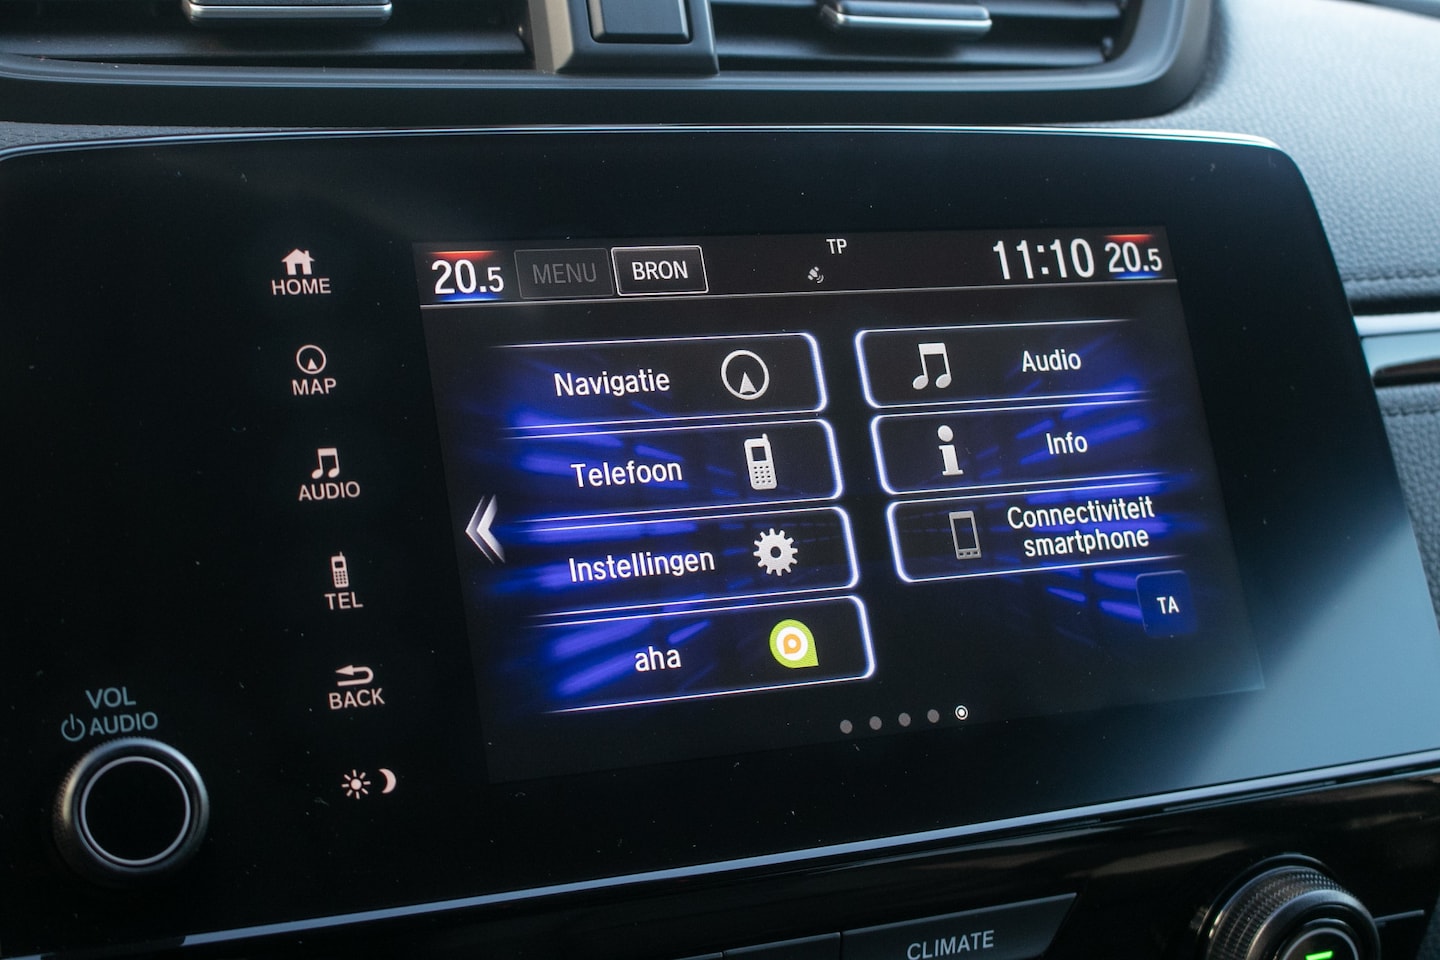 20.5 MENU BRON TP 11:10 20.5
HOME
MAP
AUDIO
TEL
BACK
VOL
AUDIO
Navigatie
Telefoon
Instellingen
aha
Audio
Info
Connectiviteit
smartphone
TA
CLIMATE